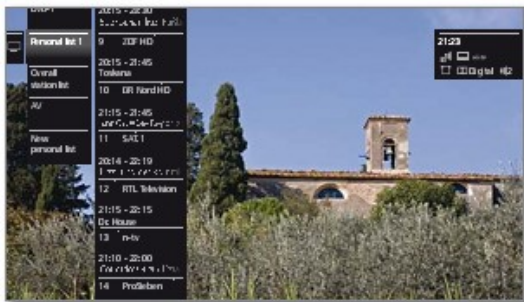 20:15 - 20:30
Personal list 1
Overall
station list
AV
New
personal list
9 ZDF HD
20:15 - 21:45
Toskana
10 BR Nord HD
21:15 - 21:45
11 SAT.1
20:14 - 22:19
12 RTL Television
21:15 - 22:15
Dr. House
13 n-tv
21:10 - 22:00
14 ProSieben
21:23
Digital